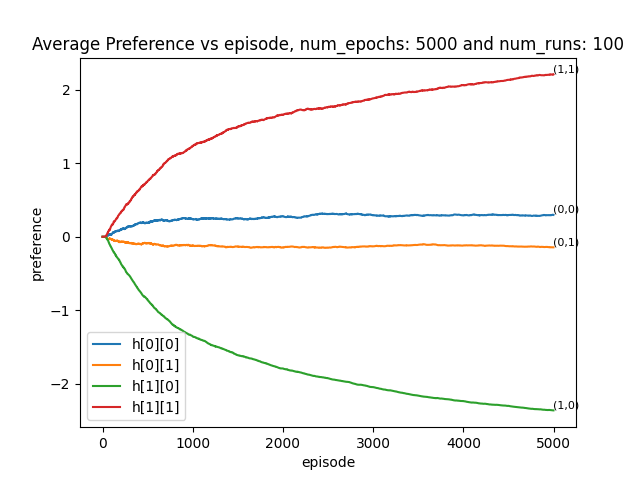 Average Preference vs episode, num_epochs: 5000 and num_runs: 100
(1,1)
2
1
(0,0)
0
(0,1)
preference
−1
−2
h[0][0]
h[0][1]
h[1][0]
h[1][1]
(1,0)
0 1000 2000 3000 4000 5000
episode